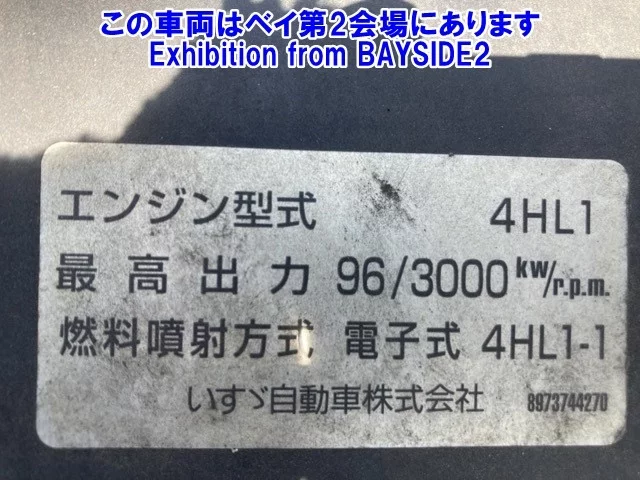 この車両はベイ第2会場にあります
Exhibition from BAYSIDE2
エンジン型式 4HL1
最高出力 96/3000 kw/r.p.m.
燃料噴射方式 電子式 4HL1-1
いすゞ自動車株式会社 8973744270